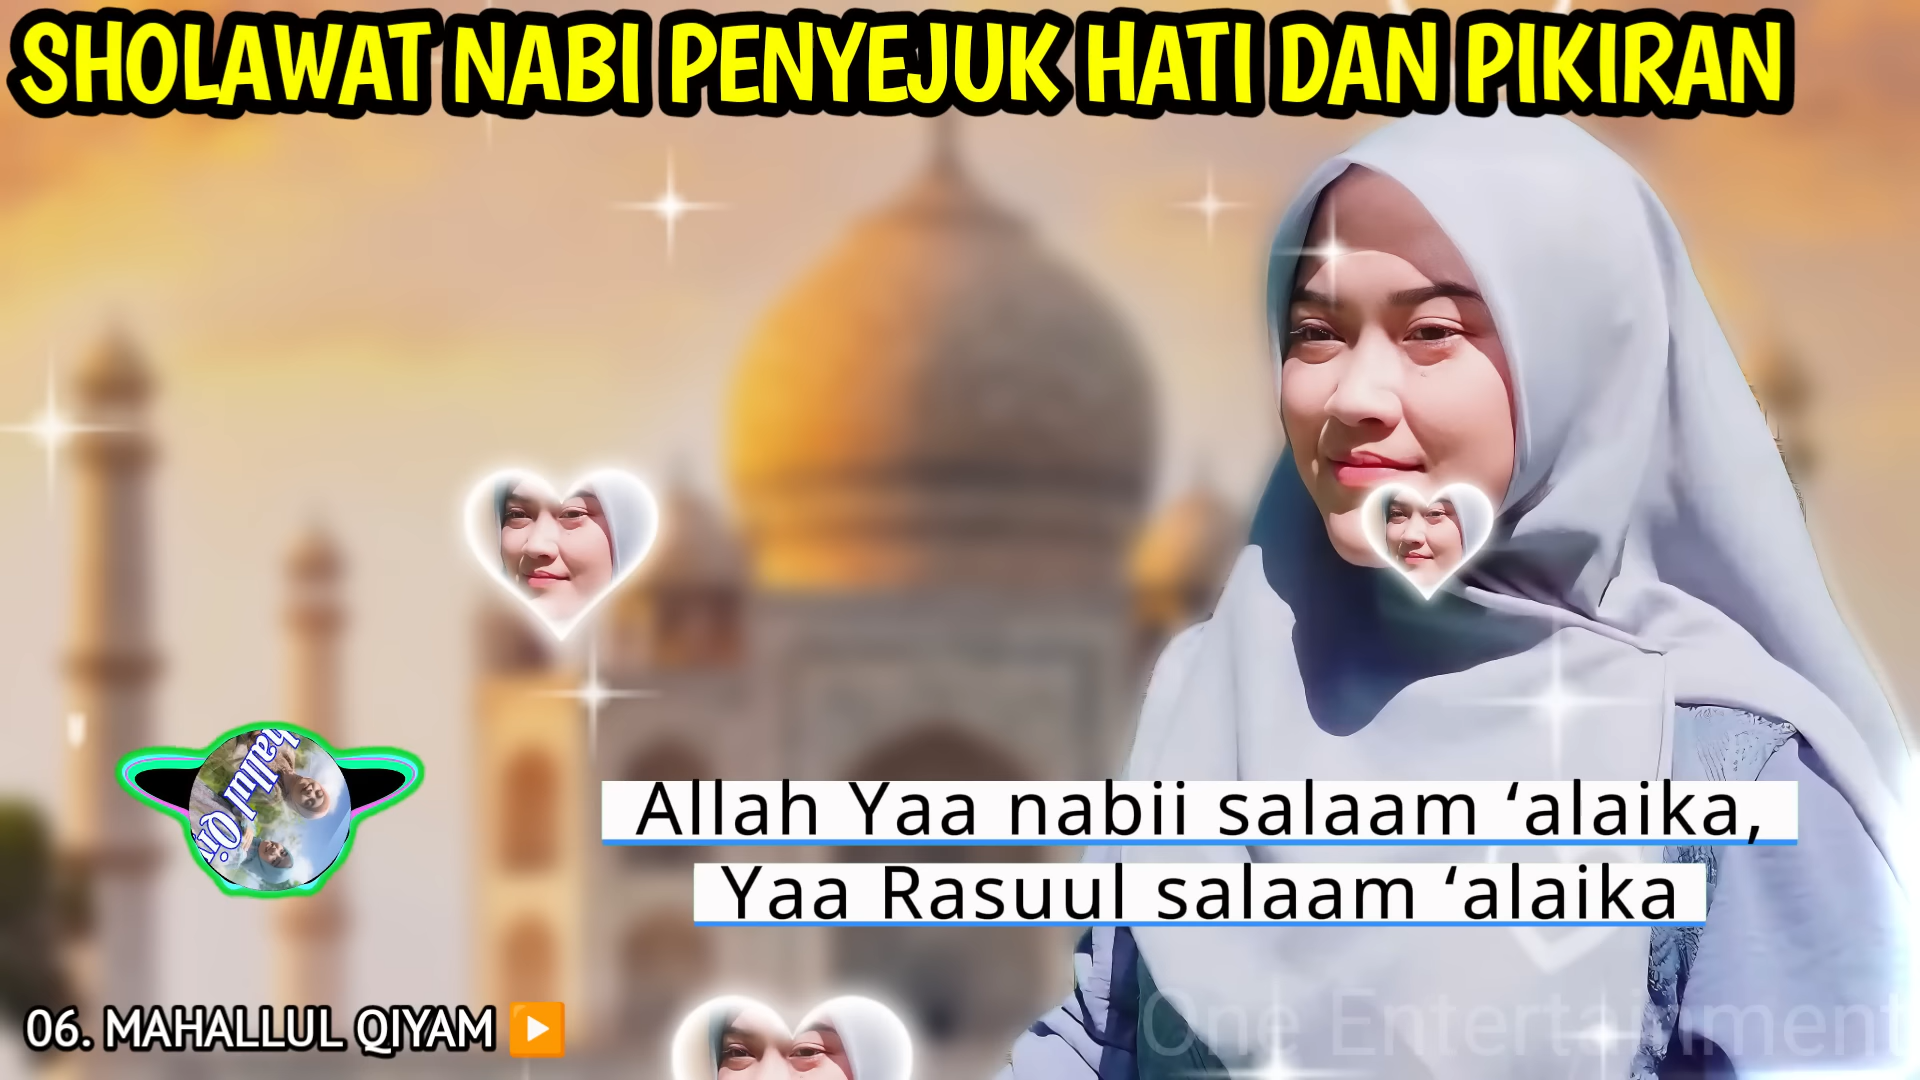 SHOLAWAT NABI PENYEJUK HATI DAN PIKIRAN
Allah Yaa nabii salaam ‘alaika,
Yaa Rasuul salaam ‘alaika
06. MAHALLUL QIYAM
One Entertainment